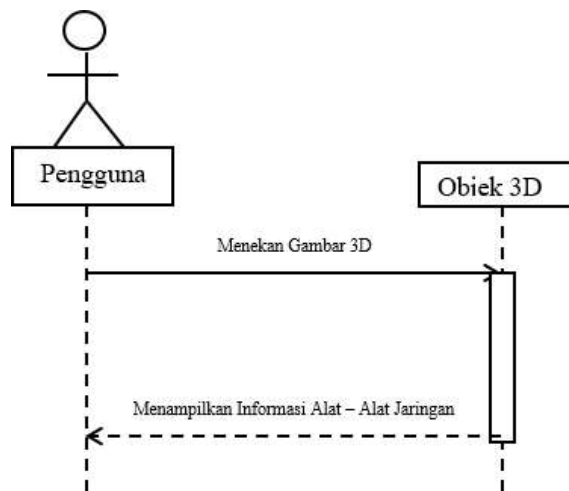 Pengguna
Obiek 3D
Menekan Gambar 3D
Menampilkan Informasi Alat – Alat Jaringan